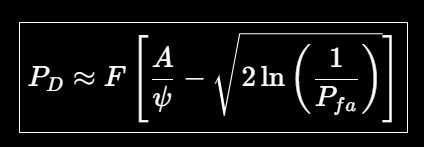 P_D ≈ F [ A/ψ − √(2 ln (1/P_fa)) ]